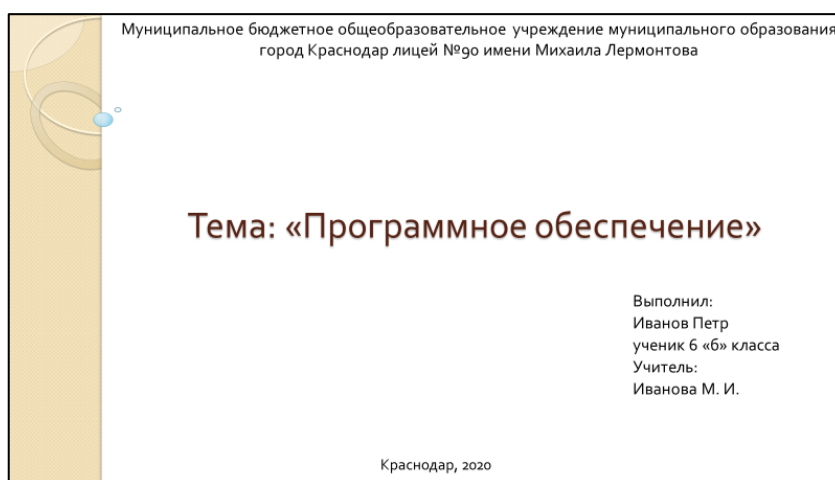 Муниципальное бюджетное общеобразовательное учреждение муниципального образования
город Краснодар лицей №90 имени Михаила Лермонтова
Тема: «Программное обеспечение»
Выполнил:
Иванов Петр
ученик 6 «б» класса
Учитель:
Иванова М. И.
Краснодар, 2020